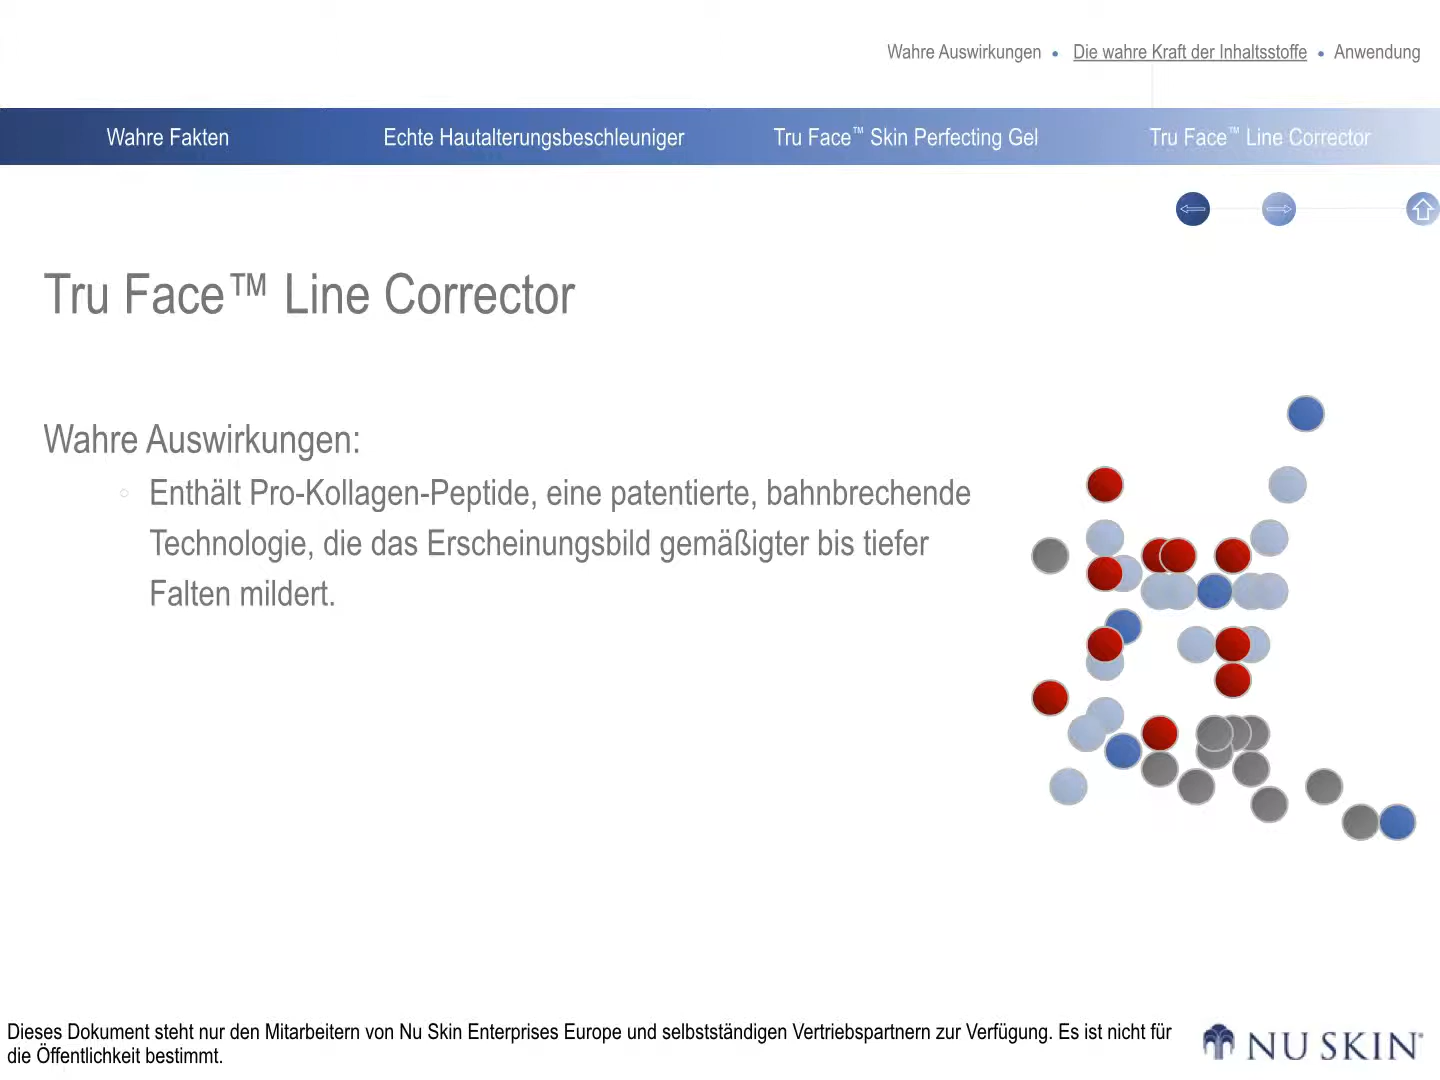 Wahre Auswirkungen • Die wahre Kraft der Inhaltsstoffe • Anwendung
Wahre Fakten Echte Hautalterungsbeschleuniger Tru Face™ Skin Perfecting Gel Tru Face™ Line Corrector
Tru Face™ Line Corrector
Wahre Auswirkungen:
Enthält Pro-Kollagen-Peptide, eine patentierte, bahnbrechende
Technologie, die das Erscheinungsbild gemäßigter bis tiefer
Falten mildert.
Dieses Dokument steht nur den Mitarbeitern von Nu Skin Enterprises Europe und selbstständigen Vertriebspartnern zur Verfügung. Es ist nicht für
die Öffentlichkeit bestimmt.
NU SKIN®